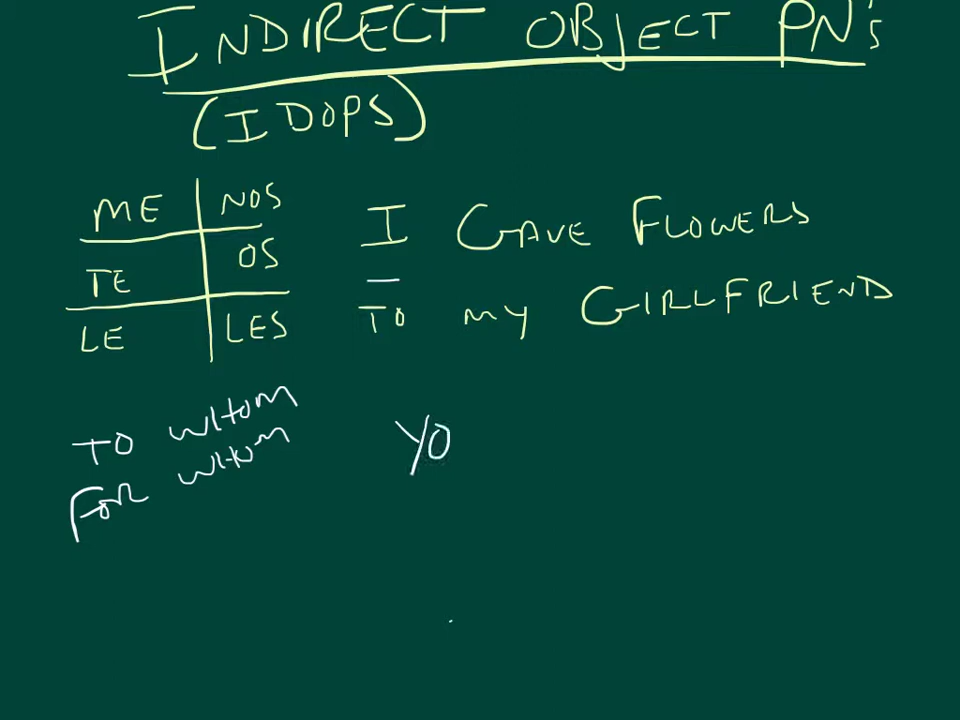 INDIRECT OBJECT PN's
(IDOPS)
ME NOS
TE OS
LE LES
I GAVE FLOWERS
TO MY GIRLFRIEND
TO WHOM
FOR WHOM
YO